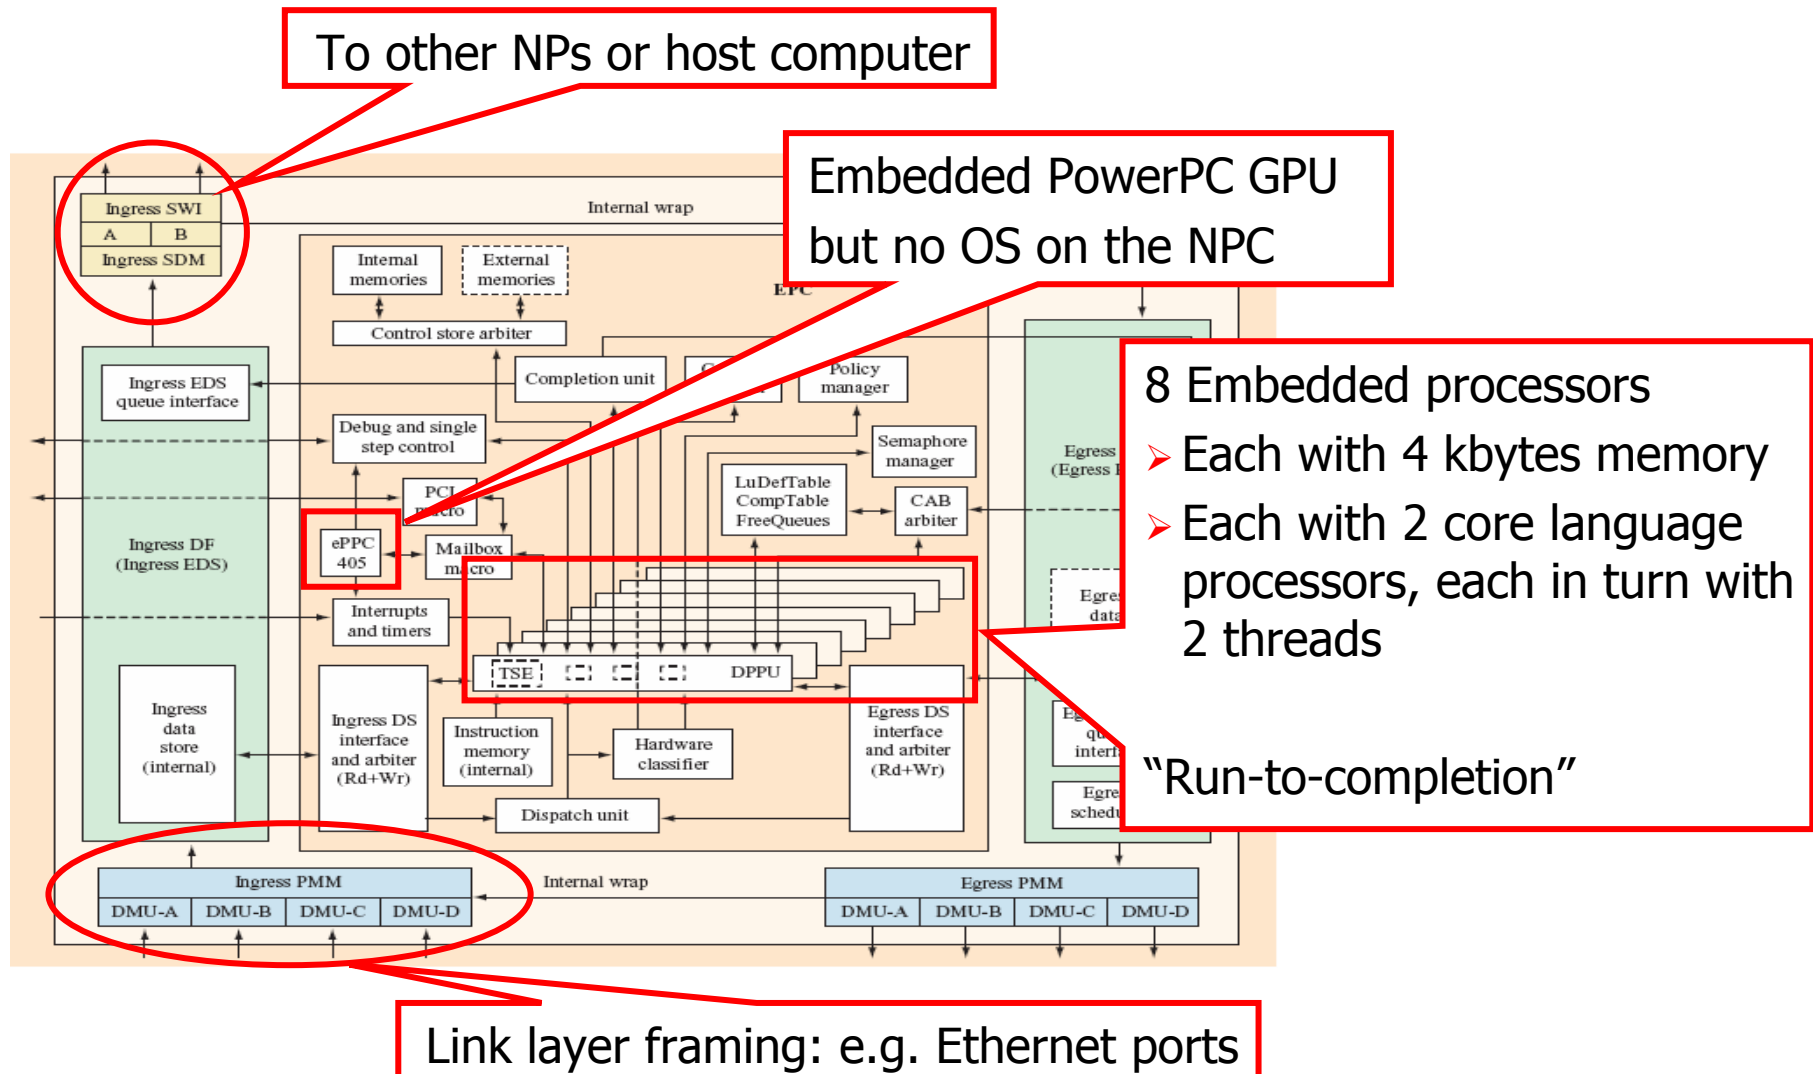 To other NPs or host computer
Embedded PowerPC GPU
but no OS on the NPC
Ingress SWI
A B
Ingress SDM
Internal wrap
Internal
memories
External
memories
EPC
Control store arbiter
Ingress EDS
queue interface
Completion unit
Policy
manager
Debug and single
step control
Semaphore
manager
8 Embedded processors
➢ Each with 4 kbytes memory
➢ Each with 2 core language
processors, each in turn with
2 threads
"Run-to-completion"
Egress
(Egress
PCI
macro
LuDefTable
CompTable
FreeQueues
CAB
arbiter
Ingress DF
(Ingress EDS)
ePPC
405
Mailbox
macro
Interrupts
and timers
data
TSE DPPU
Ingress
data
store
(internal)
Ingress DS
interface
and arbiter
(Rd+Wr)
Instruction
memory
(internal)
Hardware
classifier
Egress DS
interface
and arbiter
(Rd+Wr)
Dispatch unit
Ingress PMM
DMU-A DMU-B DMU-C DMU-D
Internal wrap
Egress PMM
DMU-A DMU-B DMU-C DMU-D
Link layer framing: e.g. Ethernet ports